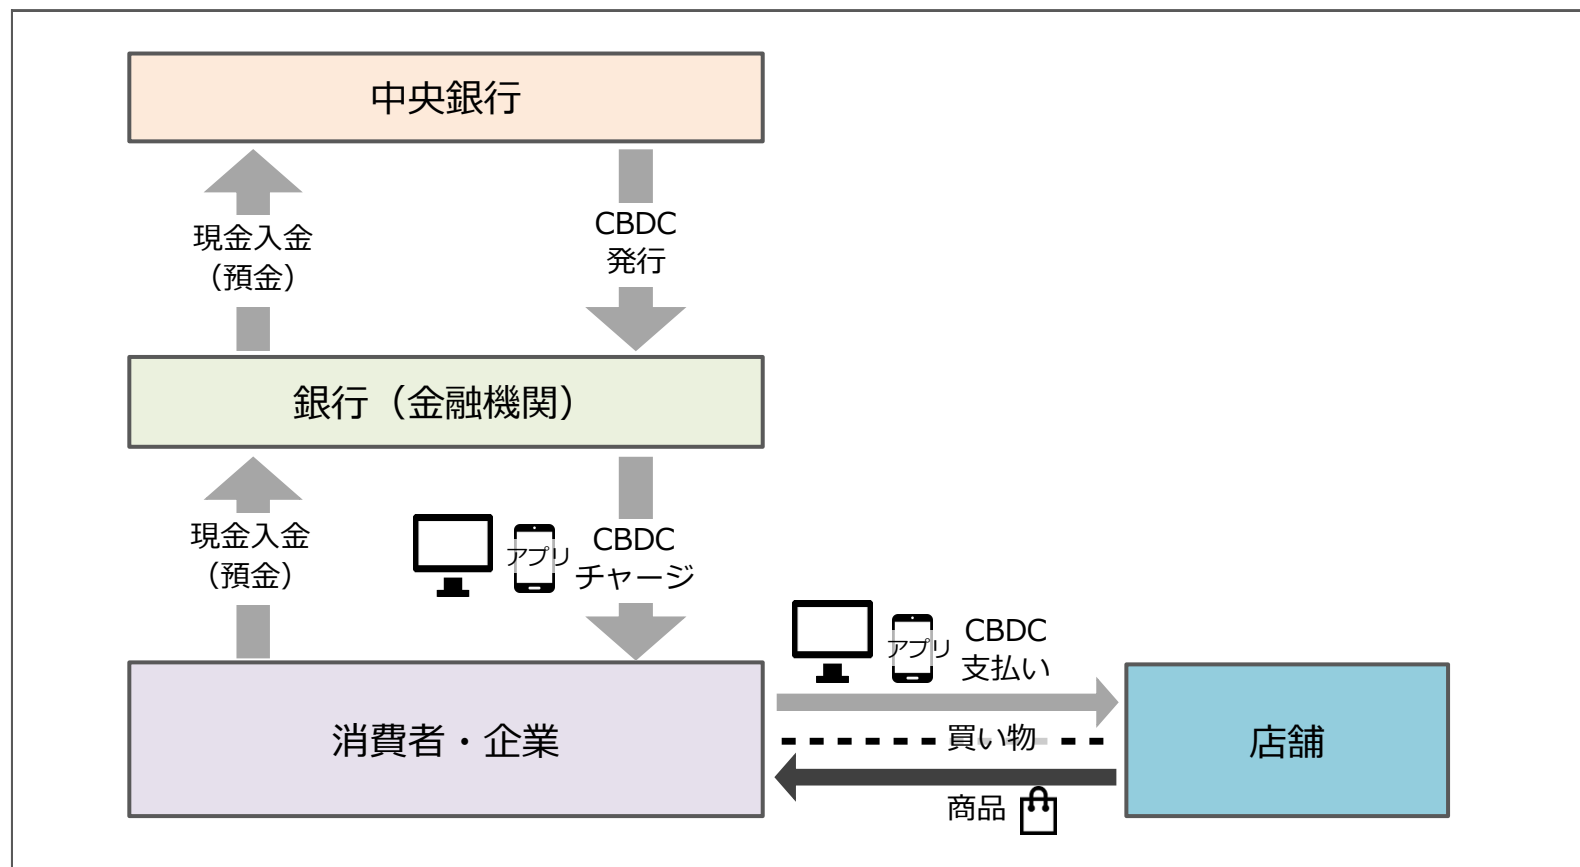 中央銀行
現金入金
（預金）
CBDC
発行
銀行（金融機関）
現金入金
（預金）
アプリ
CBDC
チャージ
アプリ
CBDC
支払い
消費者・企業
買い物
店舗
商品